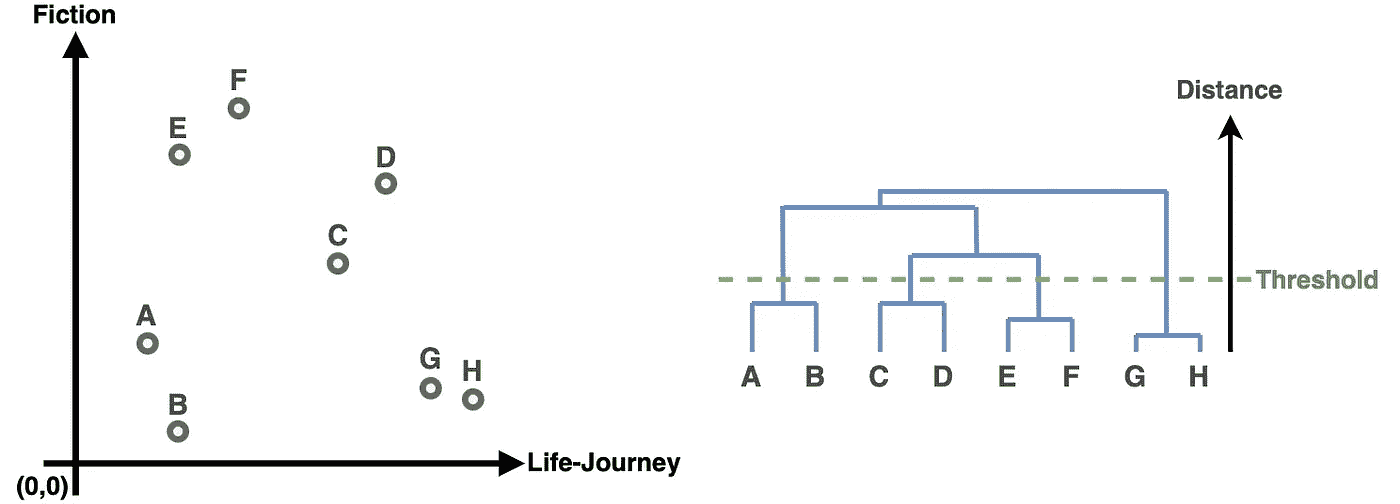 Fiction
F
E
D
C
A
G
H
B
Life-Journey
(0,0)
Distance
Threshold
A B C D E F G H